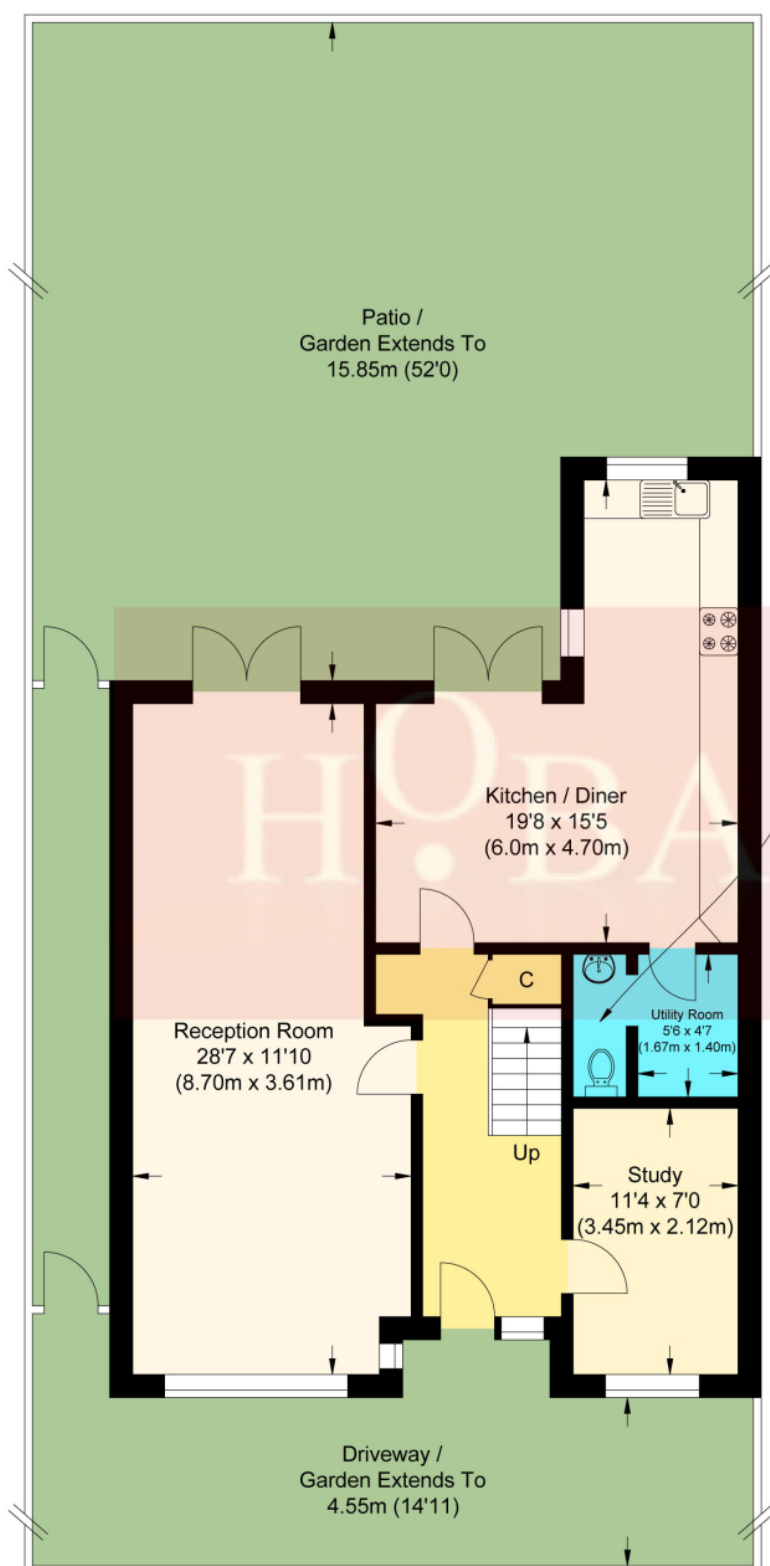 Patio /
Garden Extends To
15.85m (52'0)
HOBA
Kitchen / Diner
19'8 x 15'5
(6.0m x 4.70m)
C
Utility Room
5'6 x 4'7
(1.67m x 1.40m)
Reception Room
28'7 x 11'10
(8.70m x 3.61m)
Up
Study
11'4 x 7'0
(3.45m x 2.12m)
Driveway /
Garden Extends To
4.55m (14'11)